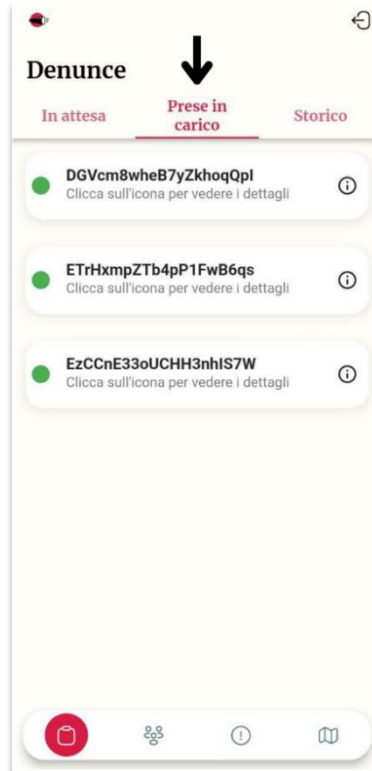 Denunce
In attesa
Prese in
carico
Storico
DGVcm8wheB7yZkhoqQpI
Clicca sull'icona per vedere i dettagli
ETrHxmpZTb4pP1FwB6qs
Clicca sull'icona per vedere i dettagli
EzCCnE33oUCHH3nhIS7W
Clicca sull'icona per vedere i dettagli